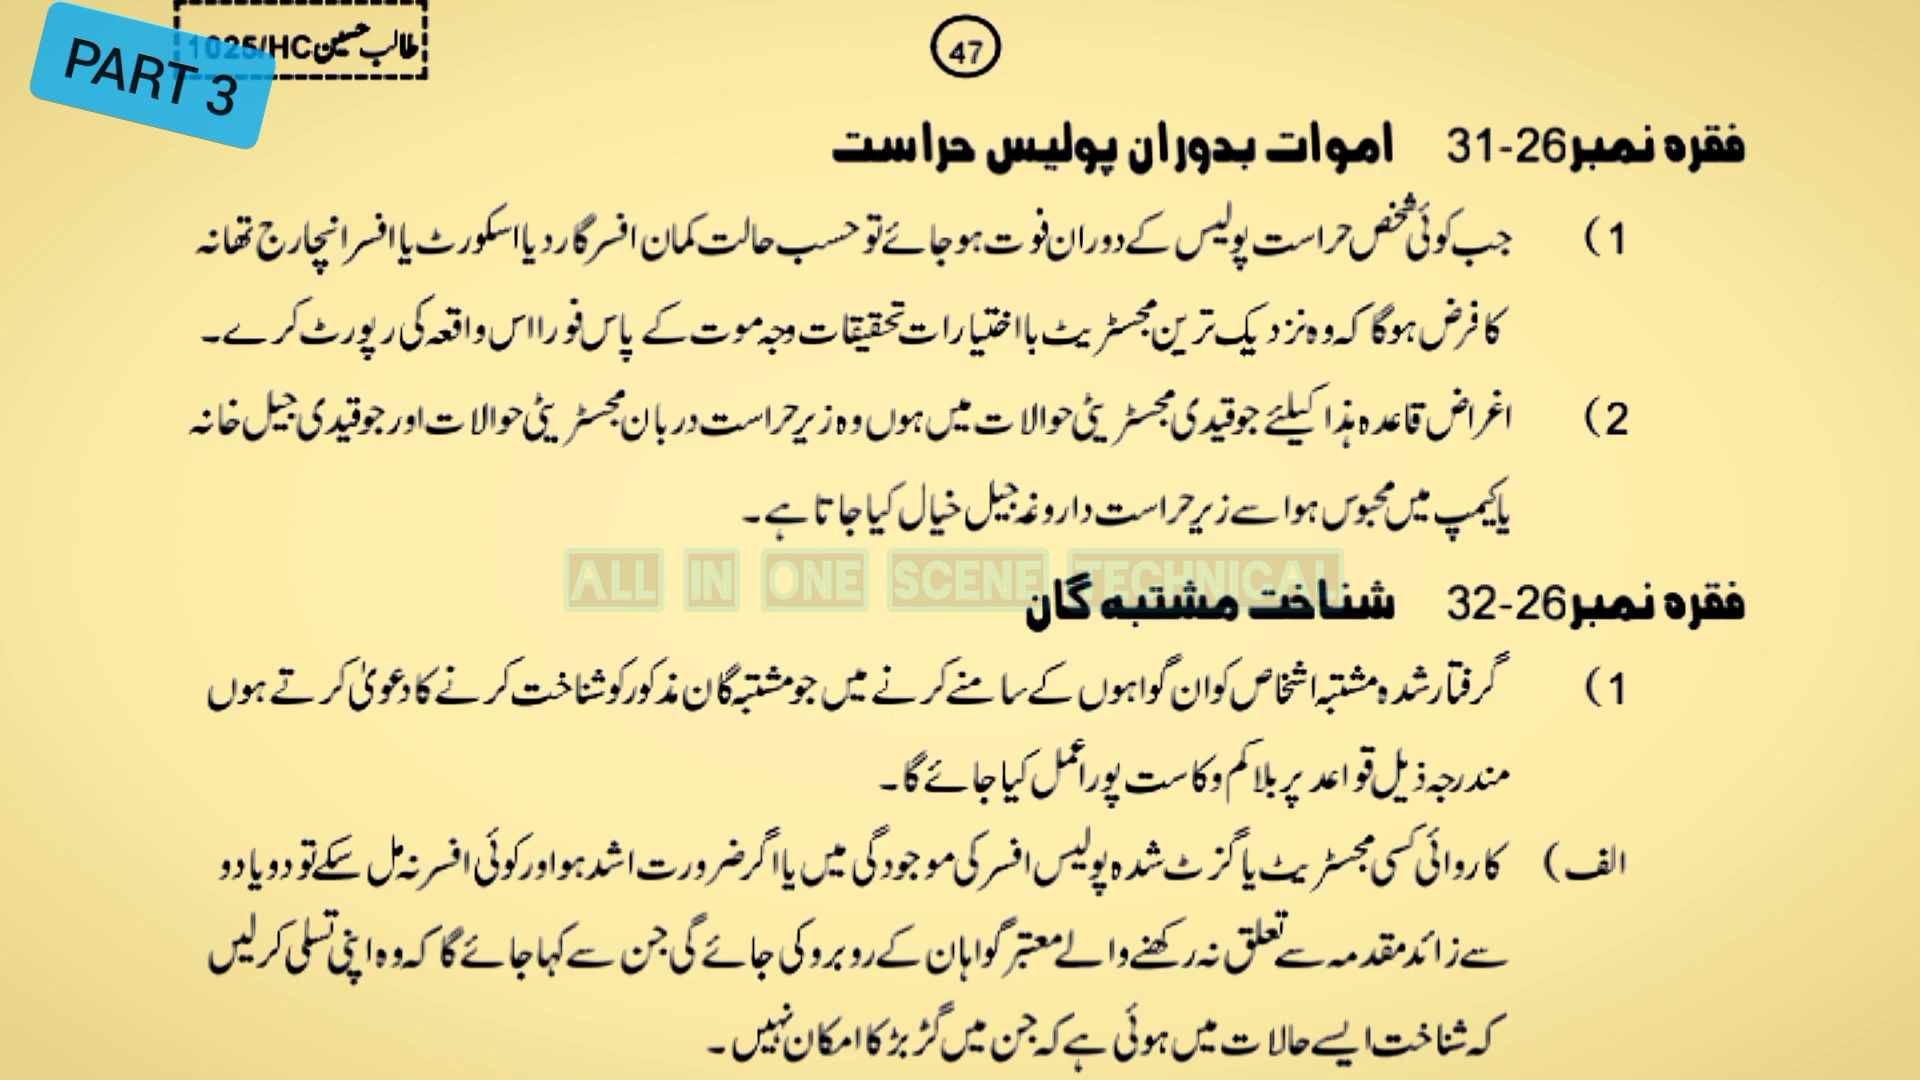 PART 3
طالب حسین 1025/HC
47
فقرہ نمبر 26-31 اموات بدوران پولیس حراست
1) جب کوئی شخص حراست پولیس کے دوران فوت ہو جائے تو حسب حالت کمان افسر گارد یا اسکورٹ یا افسر انچارج تھانہ
کا فرض ہوگا کہ وہ نزدیک ترین مجسٹریٹ با اختیارات تحقیقات وجہ موت کے پاس فورا اس واقعہ کی رپورٹ کرے۔
2) اغراض قاعدہ ہذا کیلئے جو قیدی مجسٹریٹی حوالات میں ہوں وہ زیر حراست دربان مجسٹریٹی حوالات اور جو قیدی جیل خانہ
یا کیمپ میں محبوس ہو اسے زیر حراست داروغہ جیل خیال کیا جاتا ہے۔
ALL IN ONE SCENE TECHNICAL
فقرہ نمبر 26-32 شناخت مشتبہ گان
1) گرفتار شدہ مشتبہ اشخاص کو ان گواہوں کے سامنے کرنے میں جو مشتبہ گان مذکور کو شناخت کرنے کا دعویٰ کرتے ہوں
مندرجہ ذیل قواعد پر بلا کم و کاست پورا عمل کیا جائے گا۔
الف) کاروائی کسی مجسٹریٹ یا گزٹ شدہ پولیس افسر کی موجودگی میں یا اگر ضرورت اشد ہو اور کوئی افسر نہ مل سکے تو دو یا دو
سے زائد مقدمہ سے تعلق نہ رکھنے والے معتبر گواہان کے روبرو کی جائے گی جن سے کہا جائے گا کہ وہ اپنی تسلی کر لیں
کہ شناخت ایسے حالات میں ہوئی ہے کہ جن میں گڑبڑ کا امکان نہیں۔